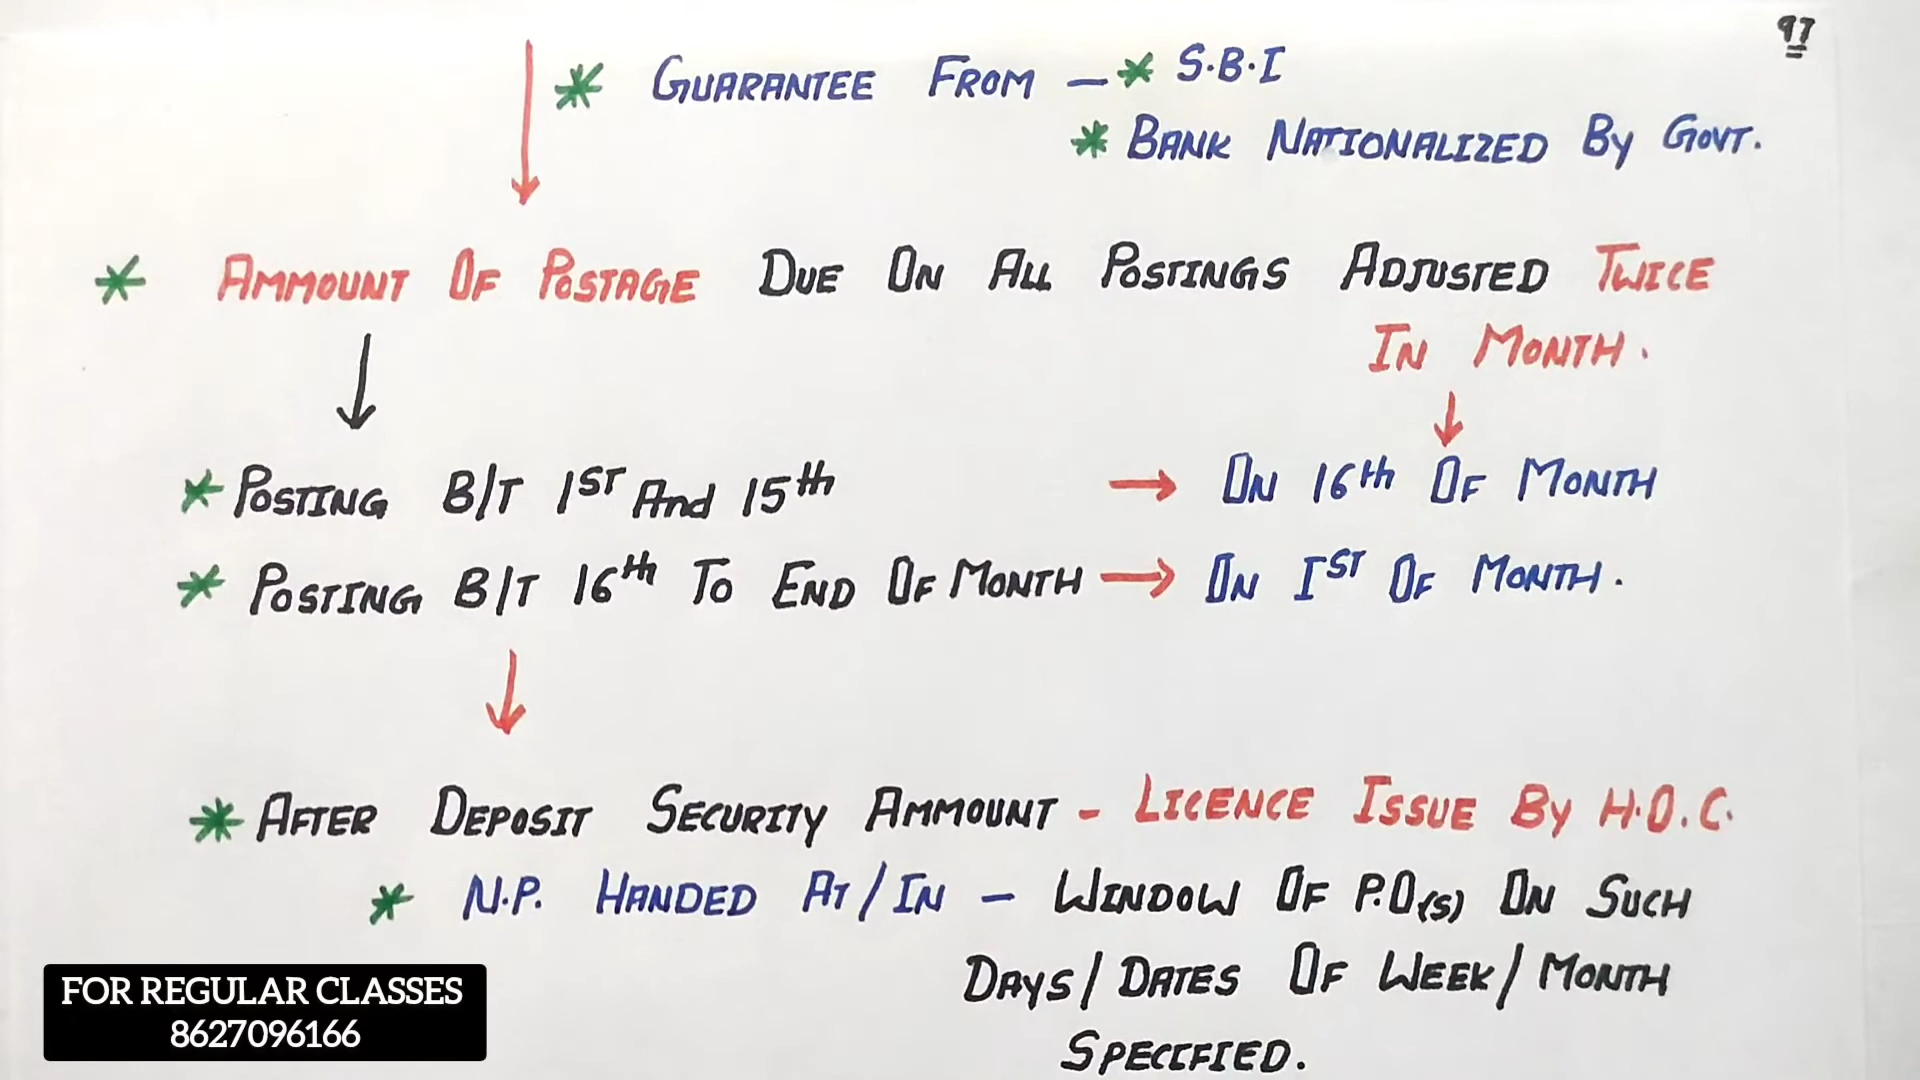 97
* GUARANTEE FROM - * S.B.I
* BANK NATIONALIZED BY GOVT.
* AMMOUNT OF POSTAGE DUE ON ALL POSTINGS ADJUSTED TWICE
IN MONTH.
* POSTING B/T 1ST And 15th → ON 16th OF MONTH
* POSTING B/T 16th TO END OF MONTH → ON IST OF MONTH.
* AFTER DEPOSIT SECURITY AMMOUNT - LICENCE ISSUE BY H.O.C.
* N.P. HANDED AT/IN - WINDOW OF P.O(S) ON SUCH
DAYS/DATES OF WEEK/MONTH
SPECIFIED.
FOR REGULAR CLASSES
8627096166